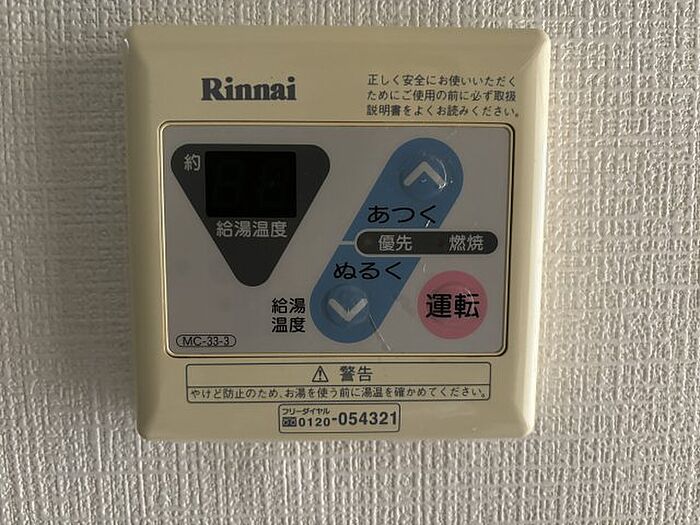 Rinnai
正しく安全にお使いいただく
ためにご使用の前に必ず取扱
説明書をよくお読みください。
約
給湯温度
あつく
優先 燃焼
ぬるく
給湯
温度
運転
MC-33-3
⚠ 警告
やけど防止のため、お湯を使う前に湯温を確かめてください。
フリーダイヤル
0120-054321